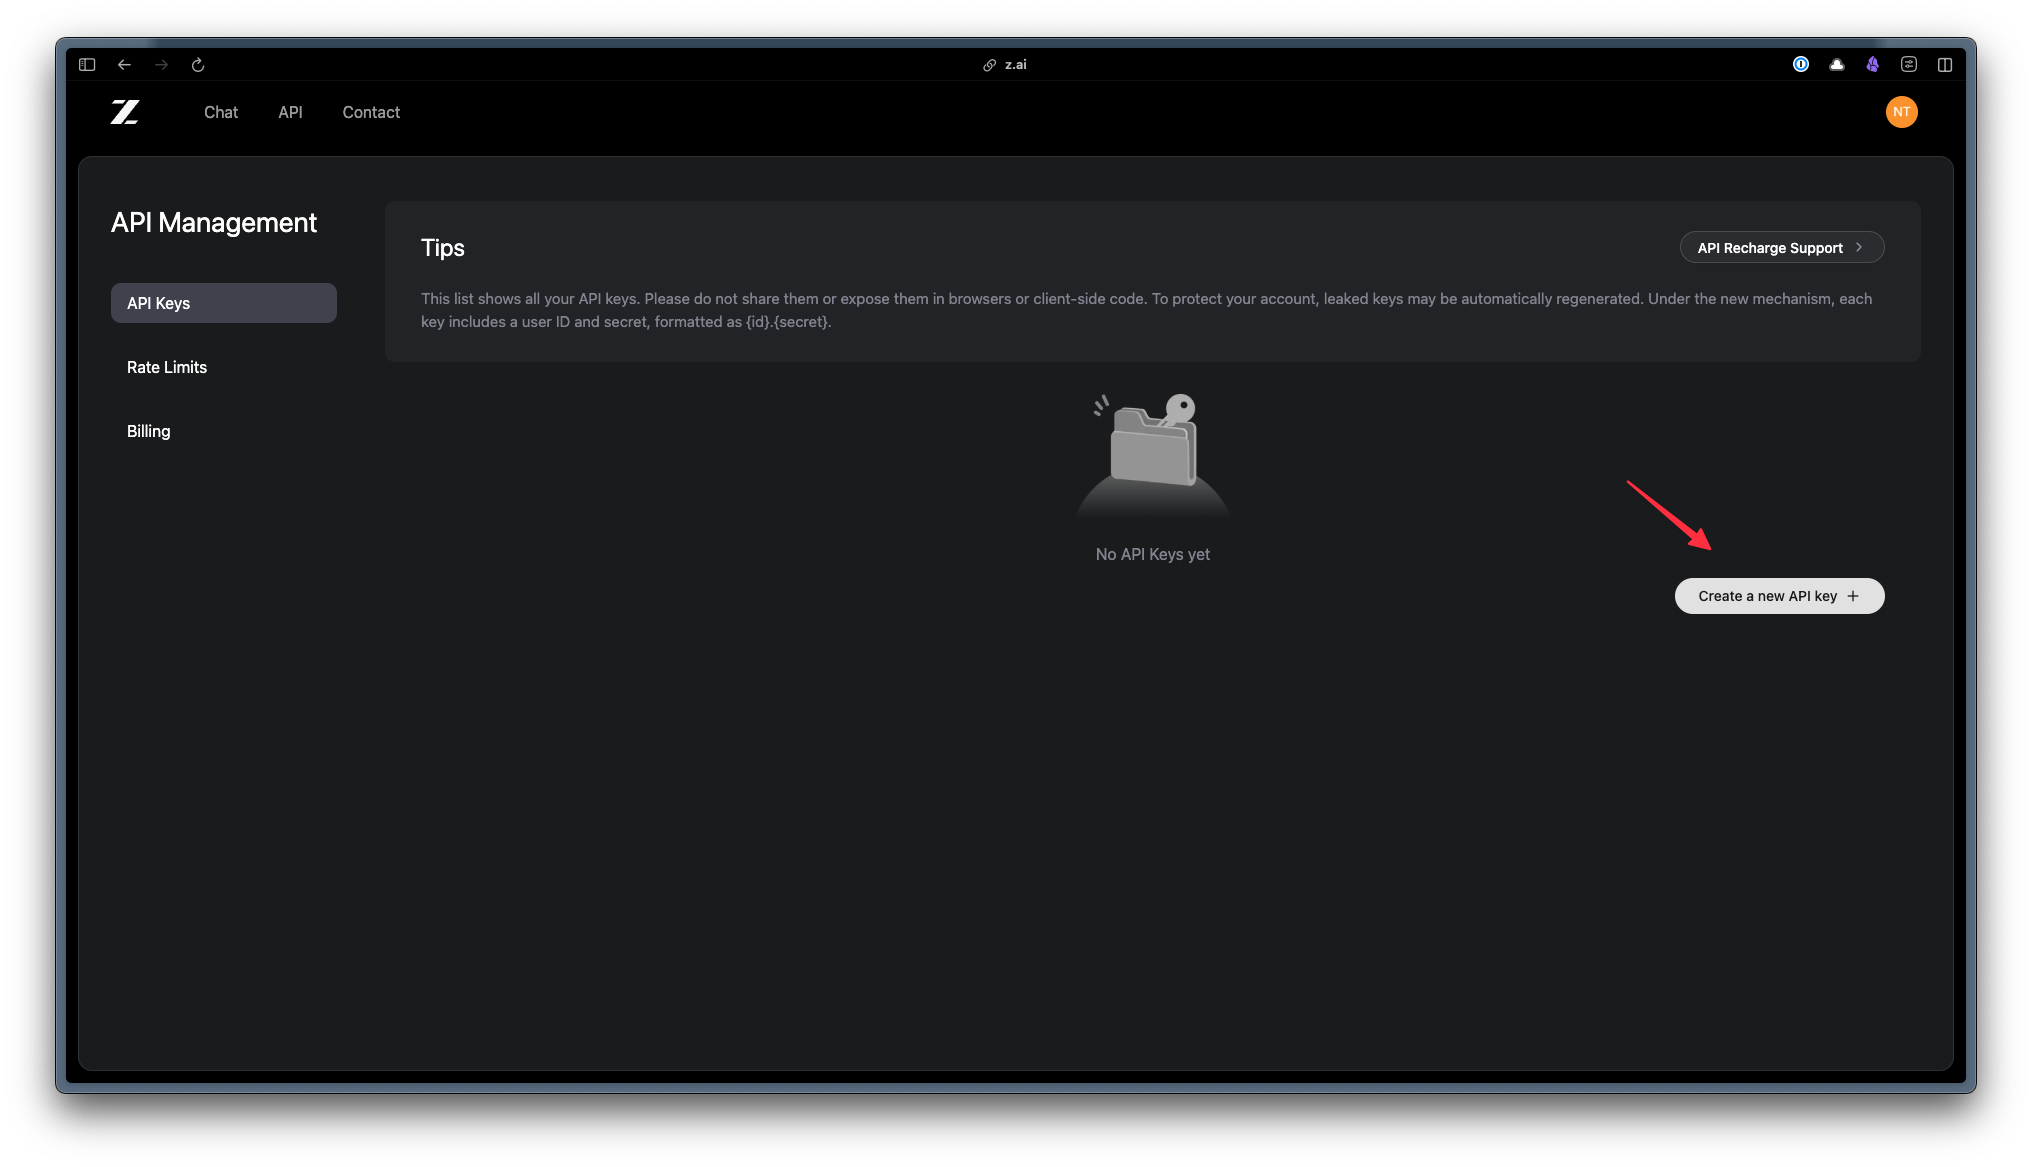 z.ai
Chat
API
Contact
NT
API Management
API Keys
Rate Limits
Billing
Tips
API Recharge Support
This list shows all your API keys. Please do not share them or expose them in browsers or client-side code. To protect your account, leaked keys may be automatically regenerated. Under the new mechanism, each
key includes a user ID and secret, formatted as {id}.{secret}.
No API Keys yet
Create a new API key +